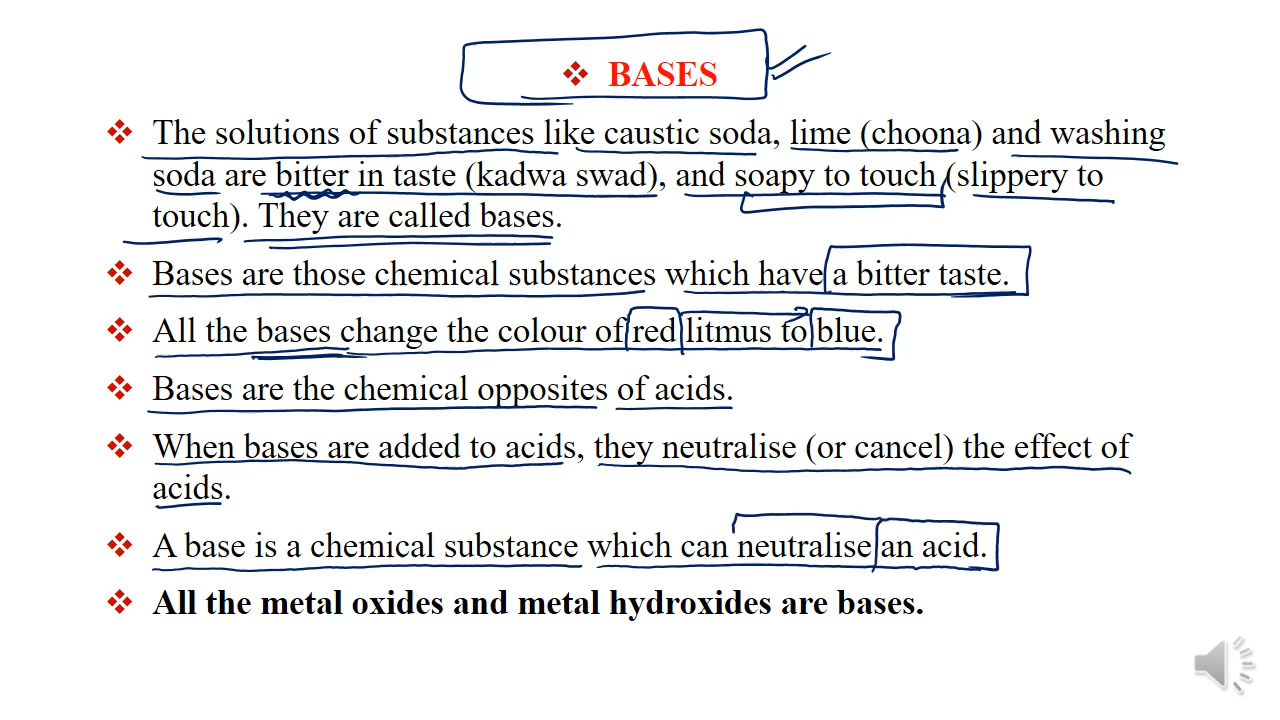 ❖ BASES
❖ The solutions of substances like caustic soda, lime (choona) and washing
soda are bitter in taste (kadwa swad), and soapy to touch (slippery to
touch). They are called bases.
❖ Bases are those chemical substances which have a bitter taste.
❖ All the bases change the colour of red litmus to blue.
❖ Bases are the chemical opposites of acids.
❖ When bases are added to acids, they neutralise (or cancel) the effect of
acids.
❖ A base is a chemical substance which can neutralise an acid.
❖ All the metal oxides and metal hydroxides are bases.